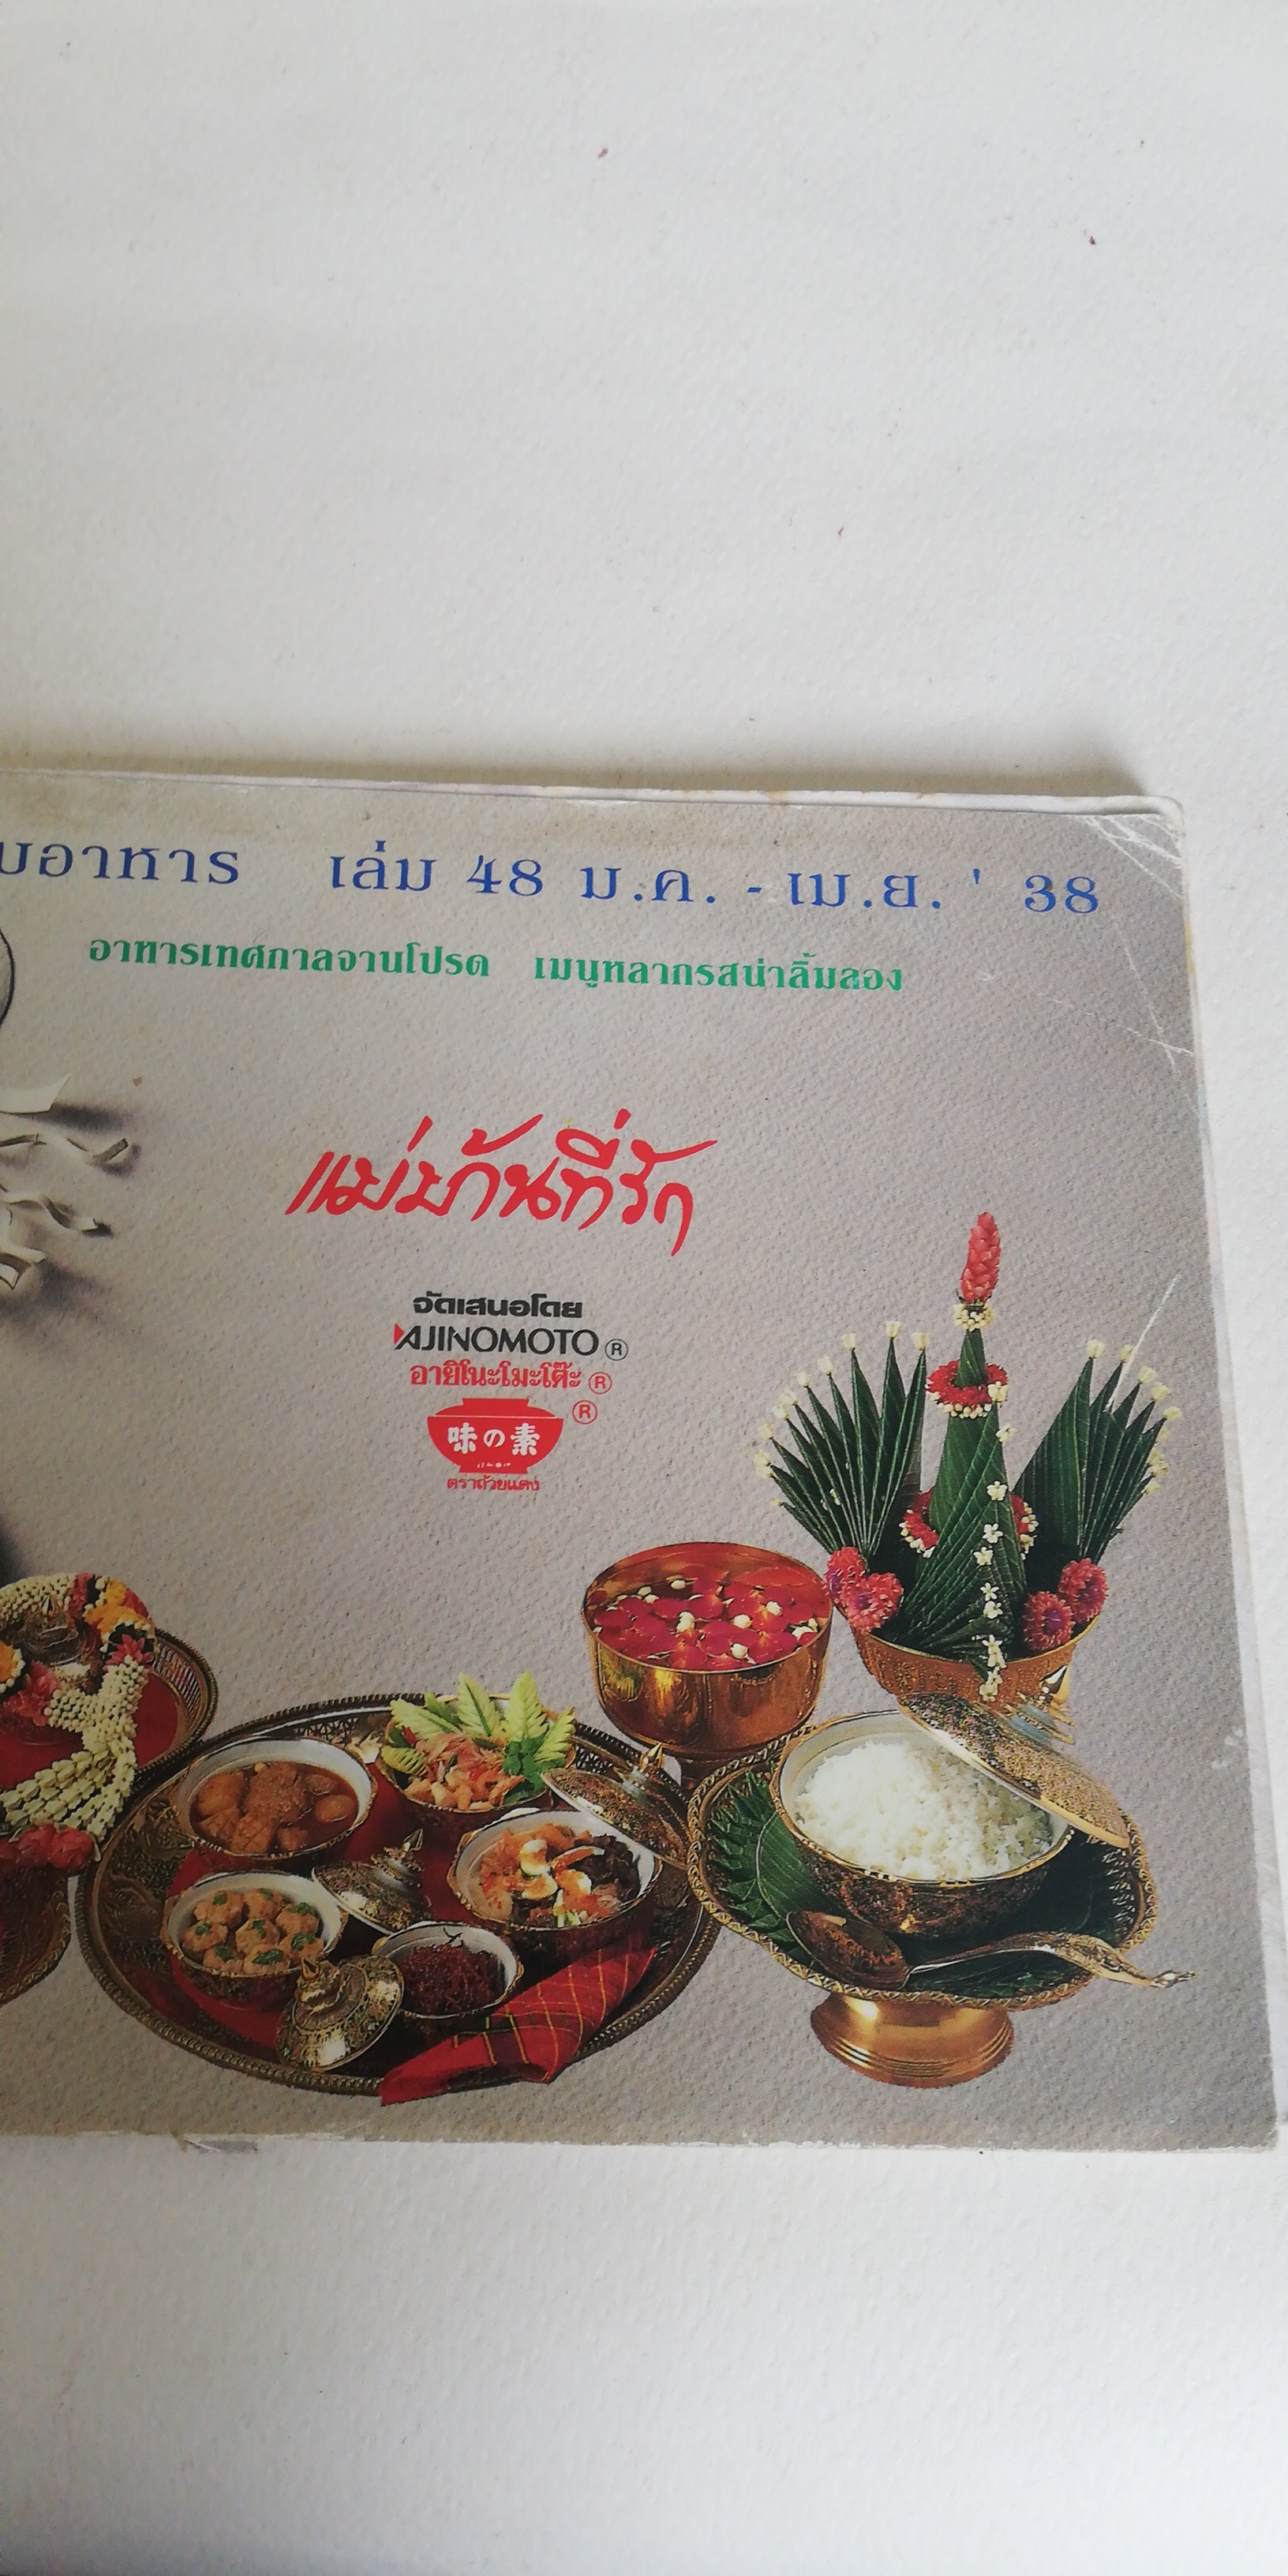 บอาหาร เล่ม 48 ม.ค. - เม.ย. ' 38
อาหารเทศกาลจานโปรด เมนูหลากรสน่าลิ้มลอง
แม่บ้านที่รัก
จัดเสนอโดย
AJINOMOTO ®
อายิโนะโมะโต๊ะ ®
®
味の素
ตราถ้วยแดง